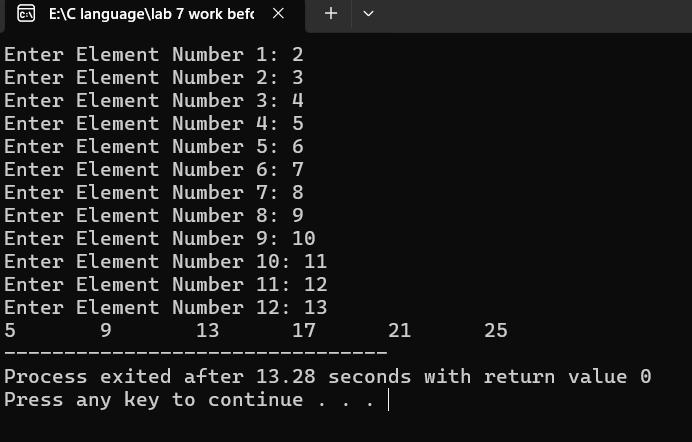 E:\C language\lab 7 work befo
Enter Element Number 1: 2
Enter Element Number 2: 3
Enter Element Number 3: 4
Enter Element Number 4: 5
Enter Element Number 5: 6
Enter Element Number 6: 7
Enter Element Number 7: 8
Enter Element Number 8: 9
Enter Element Number 9: 10
Enter Element Number 10: 11
Enter Element Number 11: 12
Enter Element Number 12: 13
5       9       13      17      21      25
--------------------------------
Process exited after 13.28 seconds with return value 0
Press any key to continue . . .